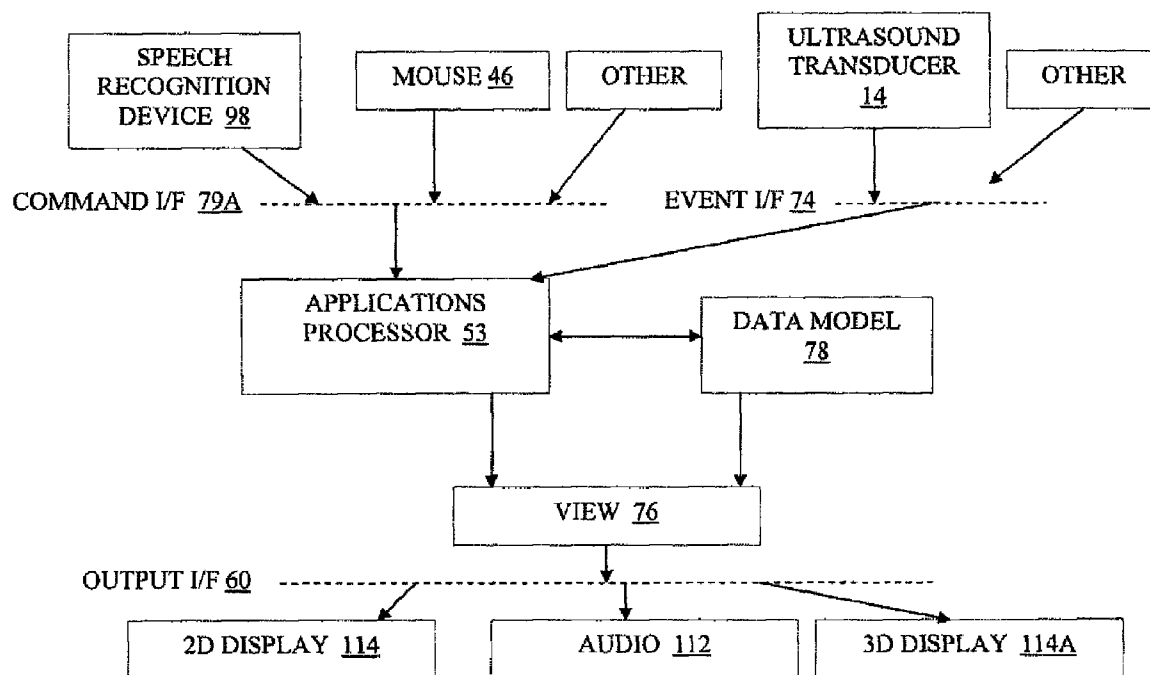 SPEECH
RECOGNITION
DEVICE 98
MOUSE 46
OTHER
ULTRASOUND
TRANSDUCER
14
OTHER
COMMAND I/F 79A
EVENT I/F 74
APPLICATIONS
PROCESSOR 53
DATA MODEL
78
VIEW 76
OUTPUT I/F 60
2D DISPLAY 114
AUDIO 112
3D DISPLAY 114A